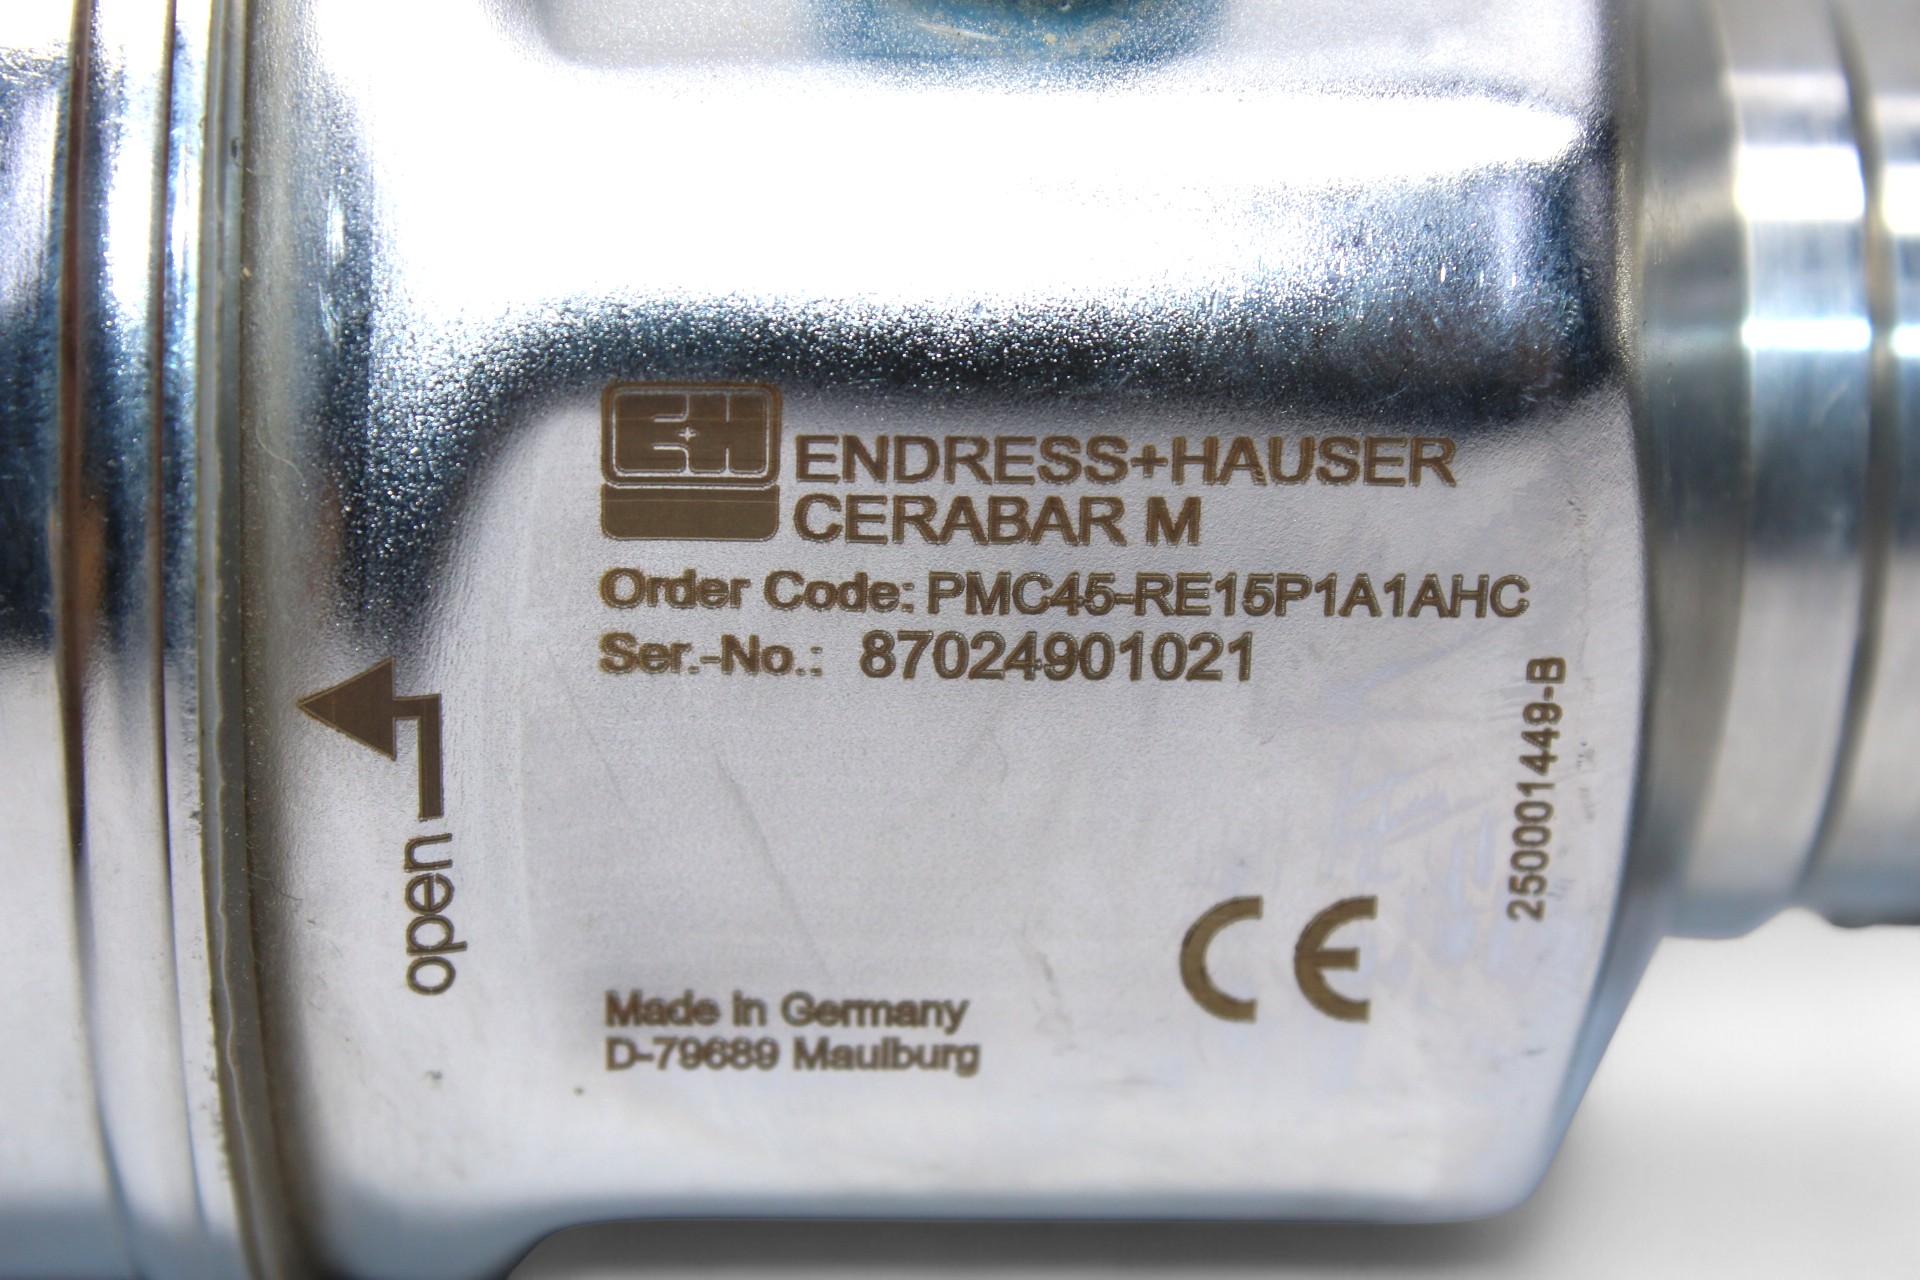 E+H
ENDRESS+HAUSER
CERABAR M
Order Code: PMC45-RE15P1A1AHC
Ser.-No.: 87024901021
open
250001449-B
CE
Made in Germany
D-79689 Maulburg